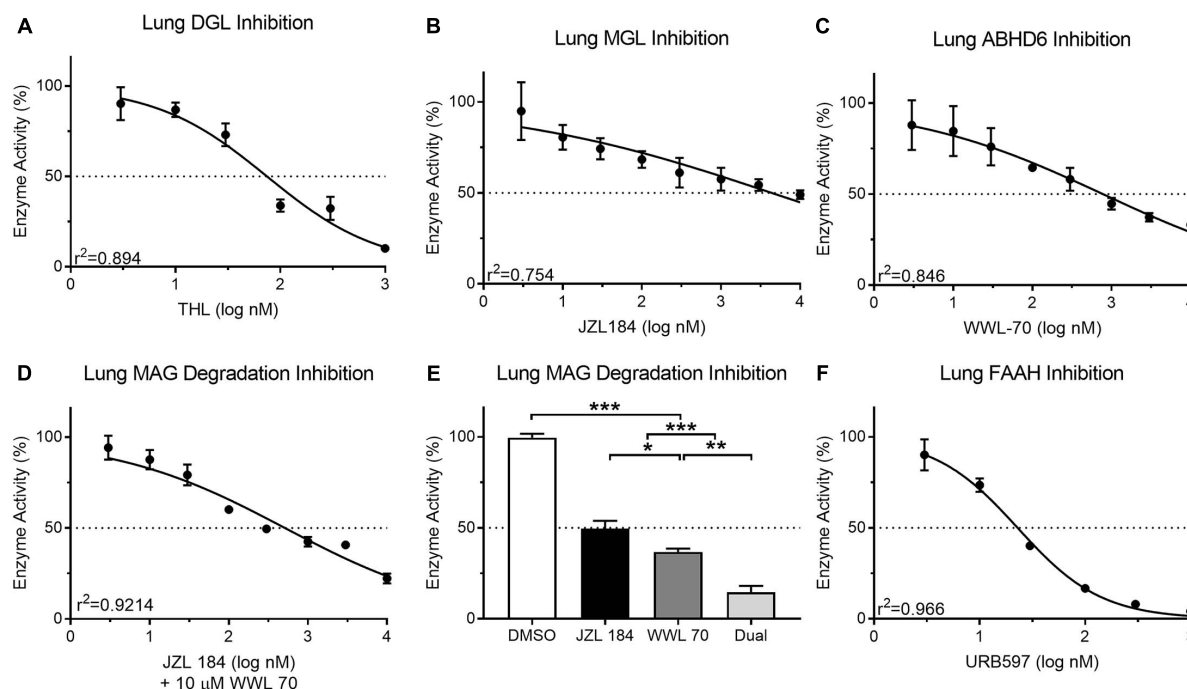 A
Lung DGL Inhibition
Enzyme Activity (%)
100
50
0
r²=0.894
0 1 2 3
THL (log nM)
B
Lung MGL Inhibition
Enzyme Activity (%)
100
50
0
r²=0.754
0 1 2 3 4
JZL184 (log nM)
C
Lung ABHD6 Inhibition
Enzyme Activity (%)
100
50
0
r²=0.846
0 1 2 3
WWL-70 (log nM)
D
Lung MAG Degradation Inhibition
Enzyme Activity (%)
100
50
0
r²=0.9214
0 1 2 3 4
JZL 184 (log nM)
+ 10 µM WWL 70
E
Lung MAG Degradation Inhibition
Enzyme Activity (%)
100
50
0
***
***
* **
DMSO JZL 184 WWL 70 Dual
F
Lung FAAH Inhibition
Enzyme Activity (%)
100
50
0
r²=0.966
0 1 2
URB597 (log nM)